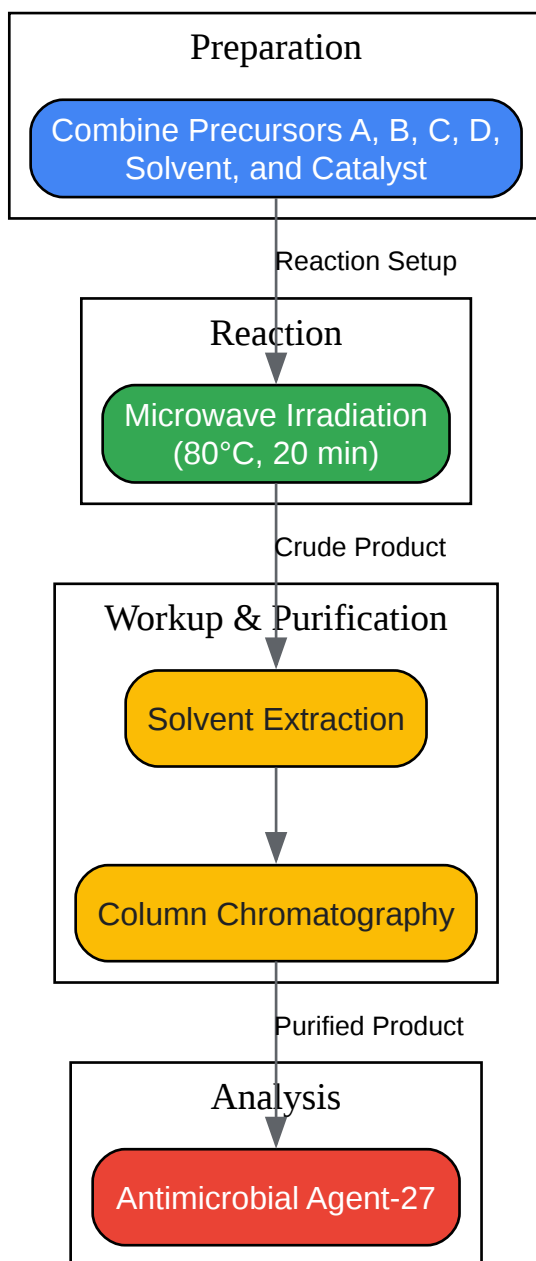 Preparation
Combine Precursors A, B, C, D,
Solvent, and Catalyst
Reaction Setup
Reaction
Microwave Irradiation
(80°C, 20 min)
Crude Product
Workup & Purification
Solvent Extraction
Column Chromatography
Purified Product
Analysis
Antimicrobial Agent-27